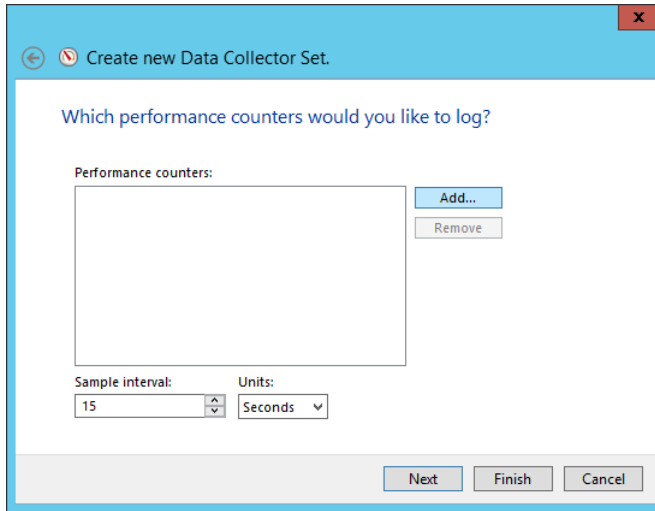 x
Create new Data Collector Set.
Which performance counters would you like to log?
Performance counters:
Add...
Remove
Sample interval:
Units:
15
Seconds
Next
Finish
Cancel